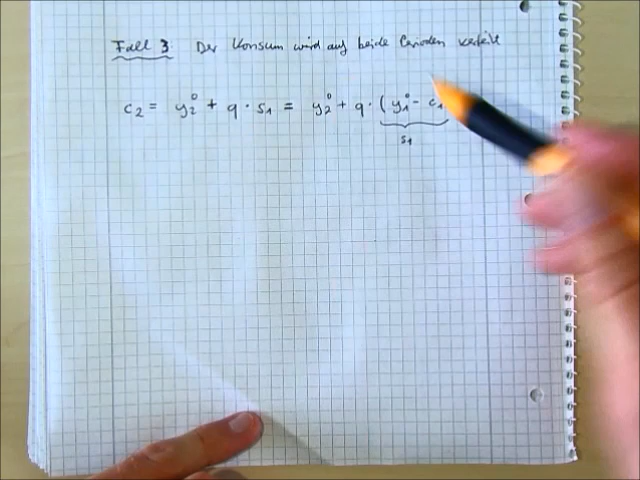 Fall 3: Der Konsum wird auf beide Perioden verteilt
c₂ = y₂⁰ + q · s₁ = y₂⁰ + q · (y₁⁰ - c₁
s₁